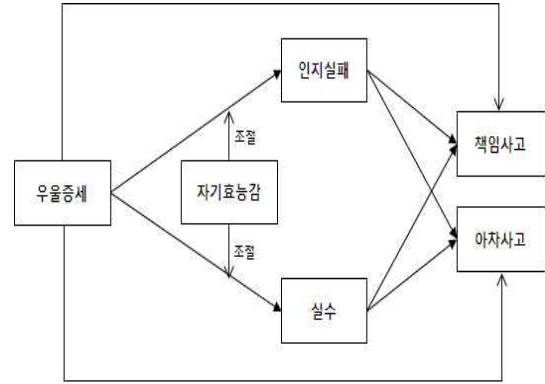 인지실패
조절
책임사고
우울증세
자기효능감
아차사고
조절
실수